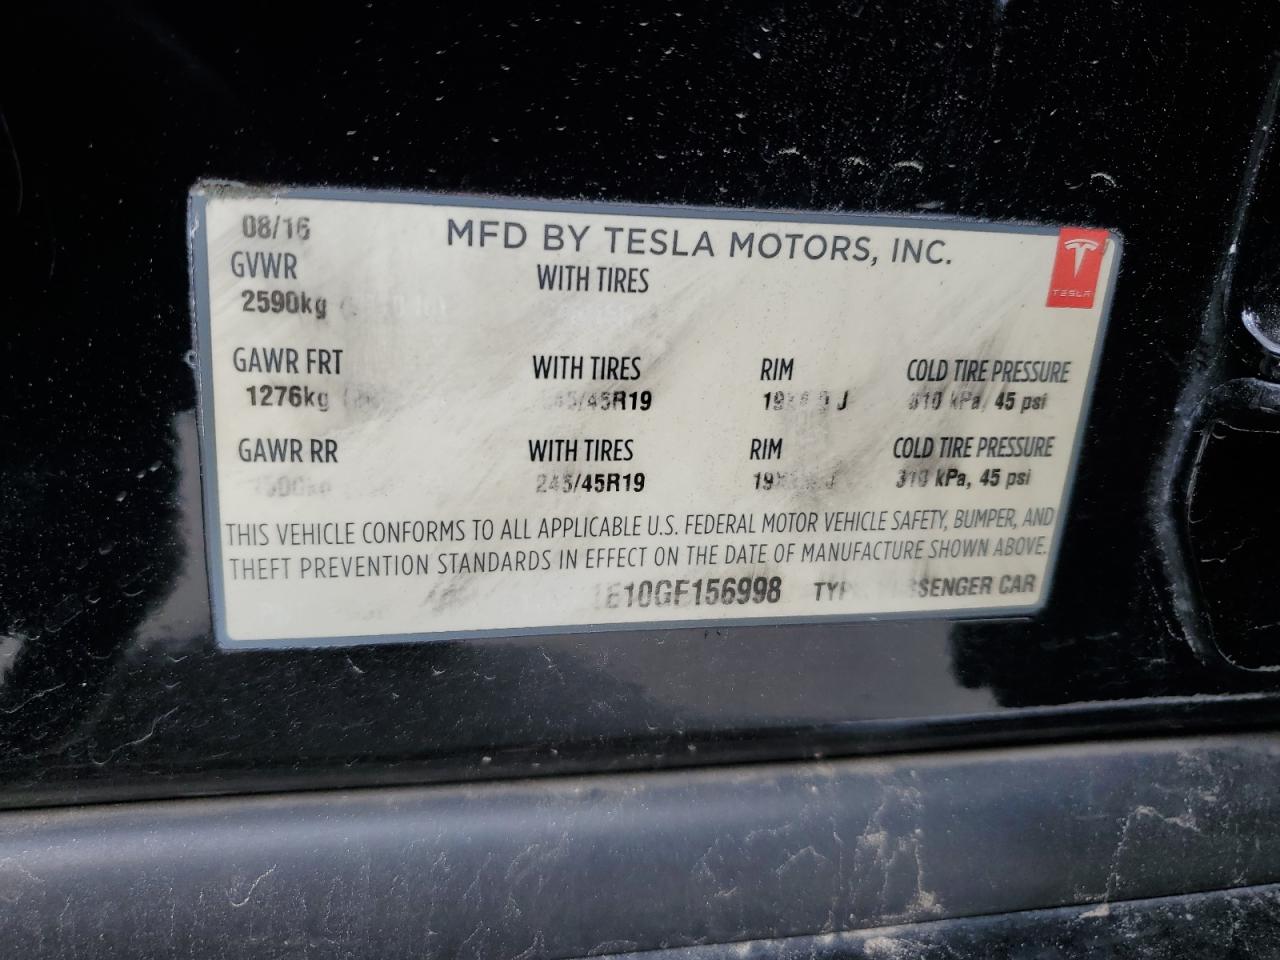 08/16 MFD BY TESLA MOTORS, INC.
TESLA
GVWR WITH TIRES
2590kg
GAWR FRT WITH TIRES RIM COLD TIRE PRESSURE
1276kg kPa, 45 psi
GAWR RR WITH TIRES RIM COLD TIRE PRESSURE
245/45R19 310 kPa, 45 psi
THIS VEHICLE CONFORMS TO ALL APPLICABLE U.S. FEDERAL MOTOR VEHICLE SAFETY, BUMPER, AND
THEFT PREVENTION STANDARDS IN EFFECT ON THE DATE OF MANUFACTURE SHOWN ABOVE.
CAR